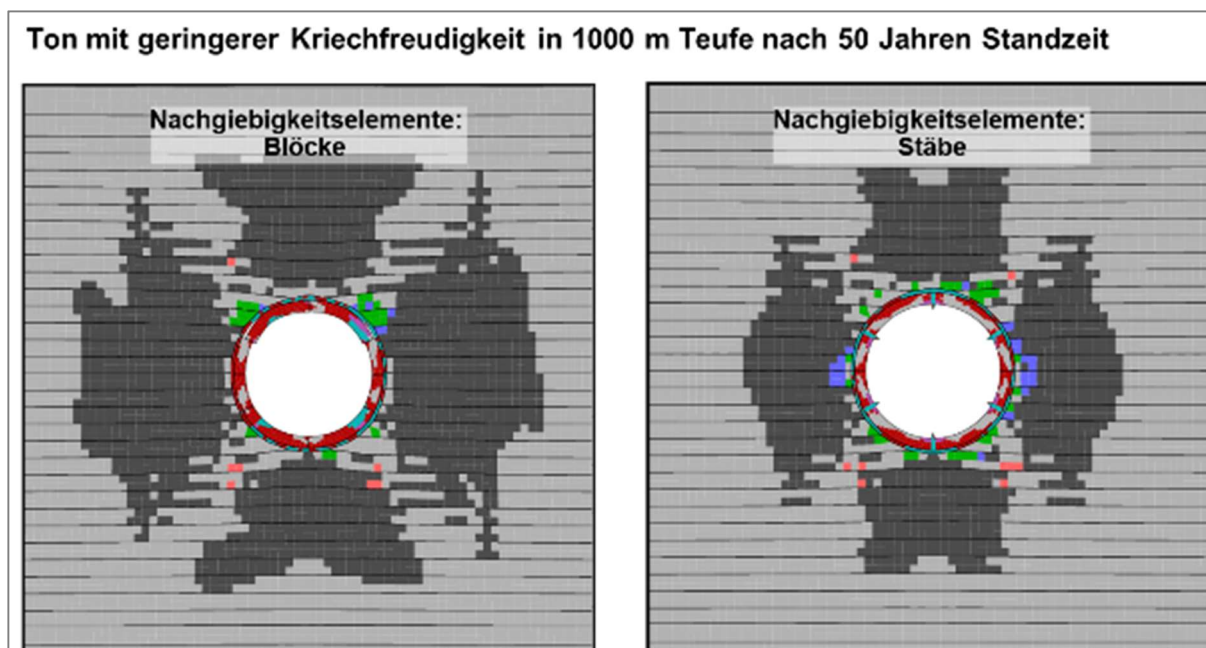 Ton mit geringerer Kriechfreudigkeit in 1000 m Teufe nach 50 Jahren Standzeit
Nachgiebigkeitselemente:
Blöcke
Nachgiebigkeitselemente:
Stäbe